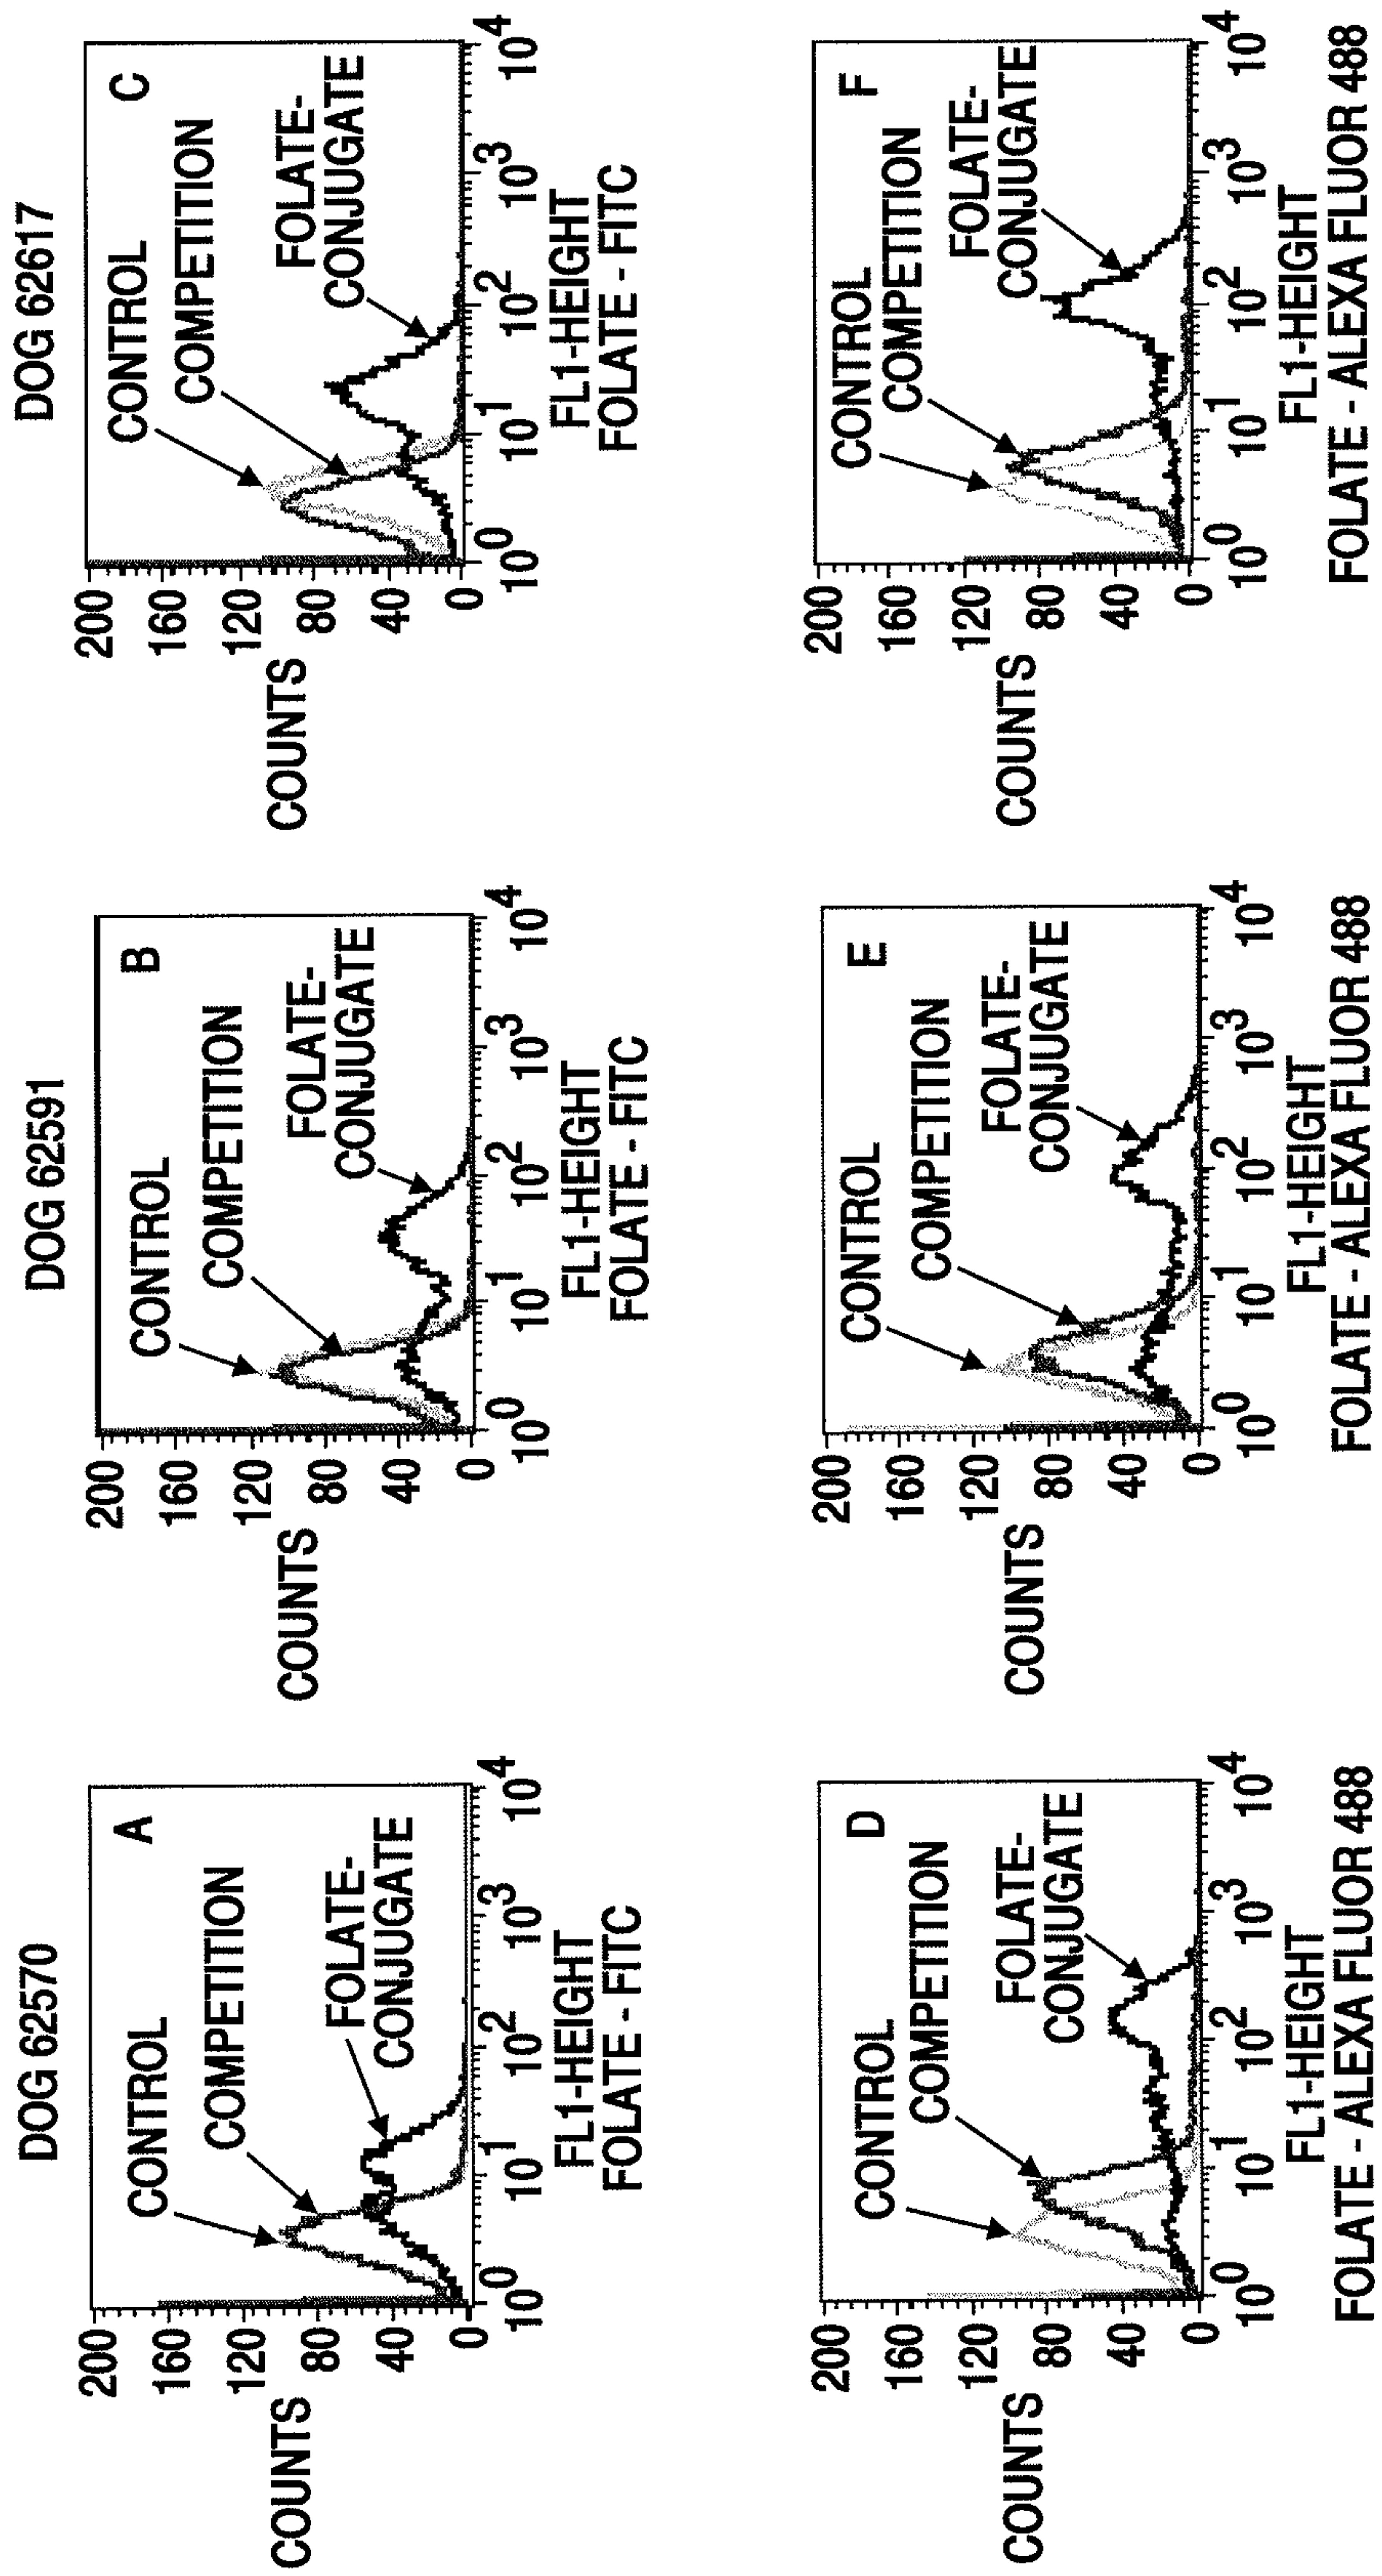 DOG 62570
A
CONTROL
COMPETITION
FOLATE-
CONJUGATE
COUNTS
200
160
120
80
40
0
10^0 10^1 10^2 10^3 10^4
FL1-HEIGHT
FOLATE - FITC
DOG 62591
B
CONTROL
COMPETITION
FOLATE-
CONJUGATE
COUNTS
200
160
120
80
40
0
10^0 10^1 10^2 10^3 10^4
FL1-HEIGHT
FOLATE - FITC
DOG 62617
C
CONTROL
COMPETITION
FOLATE-
CONJUGATE
COUNTS
200
160
120
80
40
0
10^0 10^1 10^2 10^3 10^4
FL1-HEIGHT
FOLATE - FITC
D
CONTROL
COMPETITION
FOLATE-
CONJUGATE
COUNTS
200
160
120
80
40
0
10^0 10^1 10^2 10^3 10^4
FL1-HEIGHT
FOLATE - ALEXA FLUOR 488
E
CONTROL
COMPETITION
FOLATE-
CONJUGATE
COUNTS
200
160
120
80
40
0
10^0 10^1 10^2 10^3 10^4
FL1-HEIGHT
FOLATE - ALEXA FLUOR 488
F
CONTROL
COMPETITION
FOLATE-
CONJUGATE
COUNTS
200
160
120
80
40
0
10^0 10^1 10^2 10^3 10^4
FL1-HEIGHT
FOLATE - ALEXA FLUOR 488